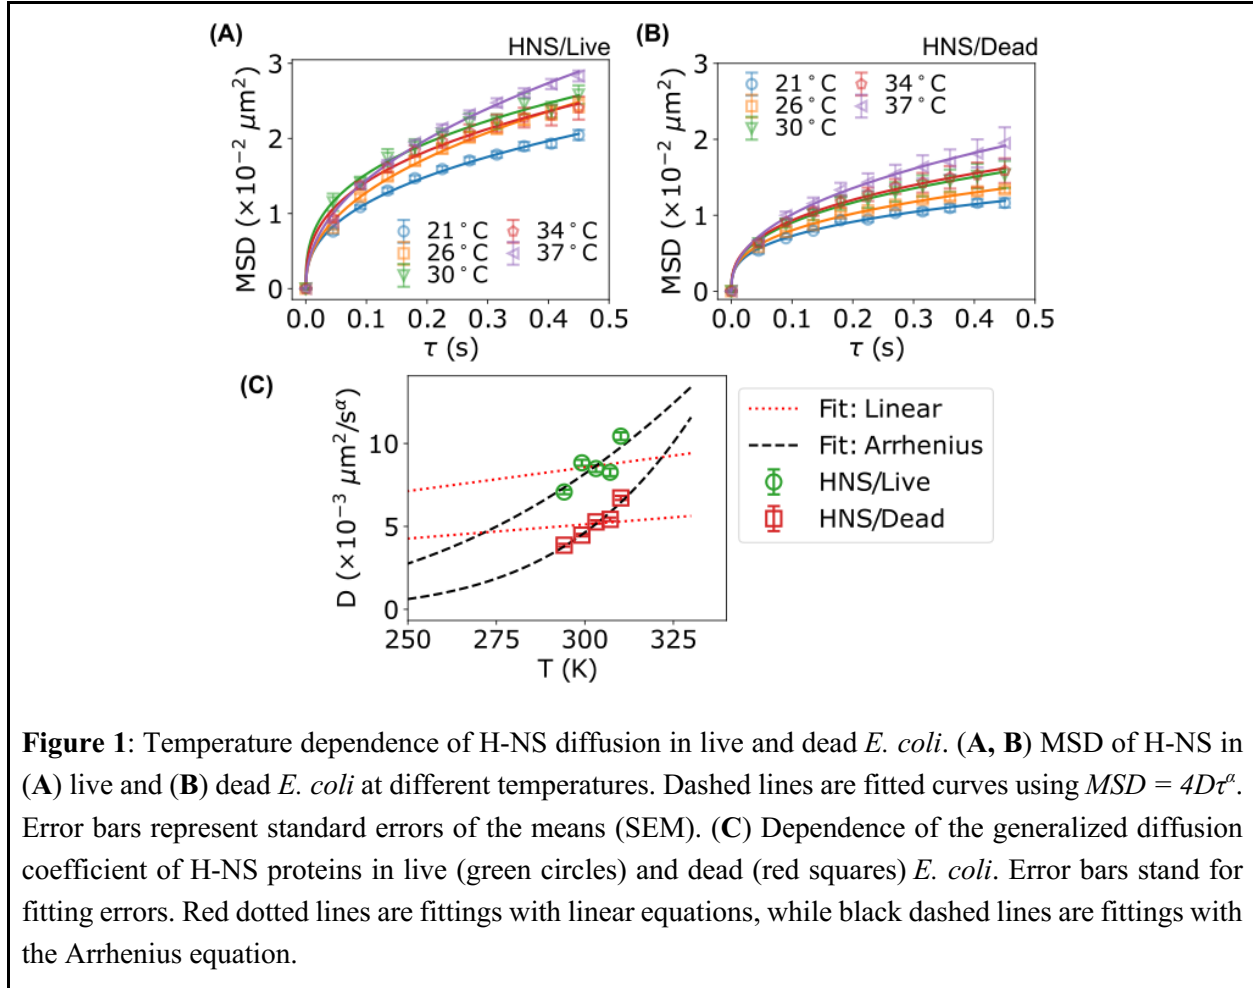 (A)
HNS/Live
MSD (×10⁻² μm²)
3
2
1
0
21°C
26°C
30°C
34°C
37°C
0.0 0.1 0.2 0.3 0.4 0.5
τ (s)
(B)
HNS/Dead
MSD (×10⁻² μm²)
3
2
1
0
21°C
26°C
30°C
34°C
37°C
0.0 0.1 0.2 0.3 0.4 0.5
τ (s)
(C)
D (×10⁻³ μm²/s^α)
10
5
0
250 275 300 325
T (K)
Fit: Linear
Fit: Arrhenius
HNS/Live
HNS/Dead
Figure 1: Temperature dependence of H-NS diffusion in live and dead E. coli. (A, B) MSD of H-NS in
(A) live and (B) dead E. coli at different temperatures. Dashed lines are fitted curves using MSD = 4Dτ^α.
Error bars represent standard errors of the means (SEM). (C) Dependence of the generalized diffusion
coefficient of H-NS proteins in live (green circles) and dead (red squares) E. coli. Error bars stand for
fitting errors. Red dotted lines are fittings with linear equations, while black dashed lines are fittings with
the Arrhenius equation.